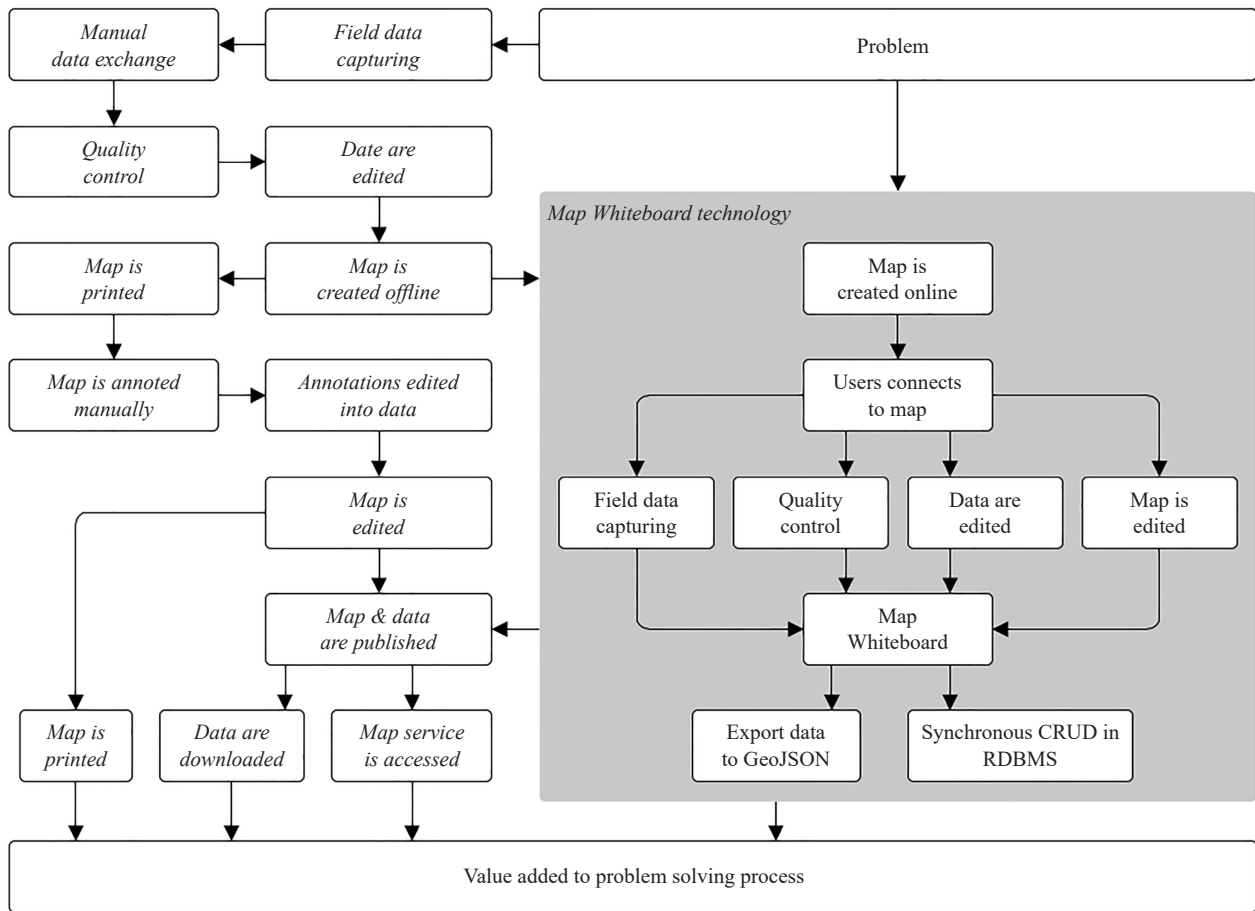 Manual
data exchange
Field data
capturing
Problem
Quality
control
Date are
edited
Map Whiteboard technology
Map is
printed
Map is
created offline
Map is
created online
Map is annoted
manually
Annotations edited
into data
Users connects
to map
Map is
edited
Field data
capturing
Quality
control
Data are
edited
Map is
edited
Map & data
are published
Map
Whiteboard
Map is
printed
Data are
downloaded
Map service
is accessed
Export data
to GeoJSON
Synchronous CRUD in
RDBMS
Value added to problem solving process